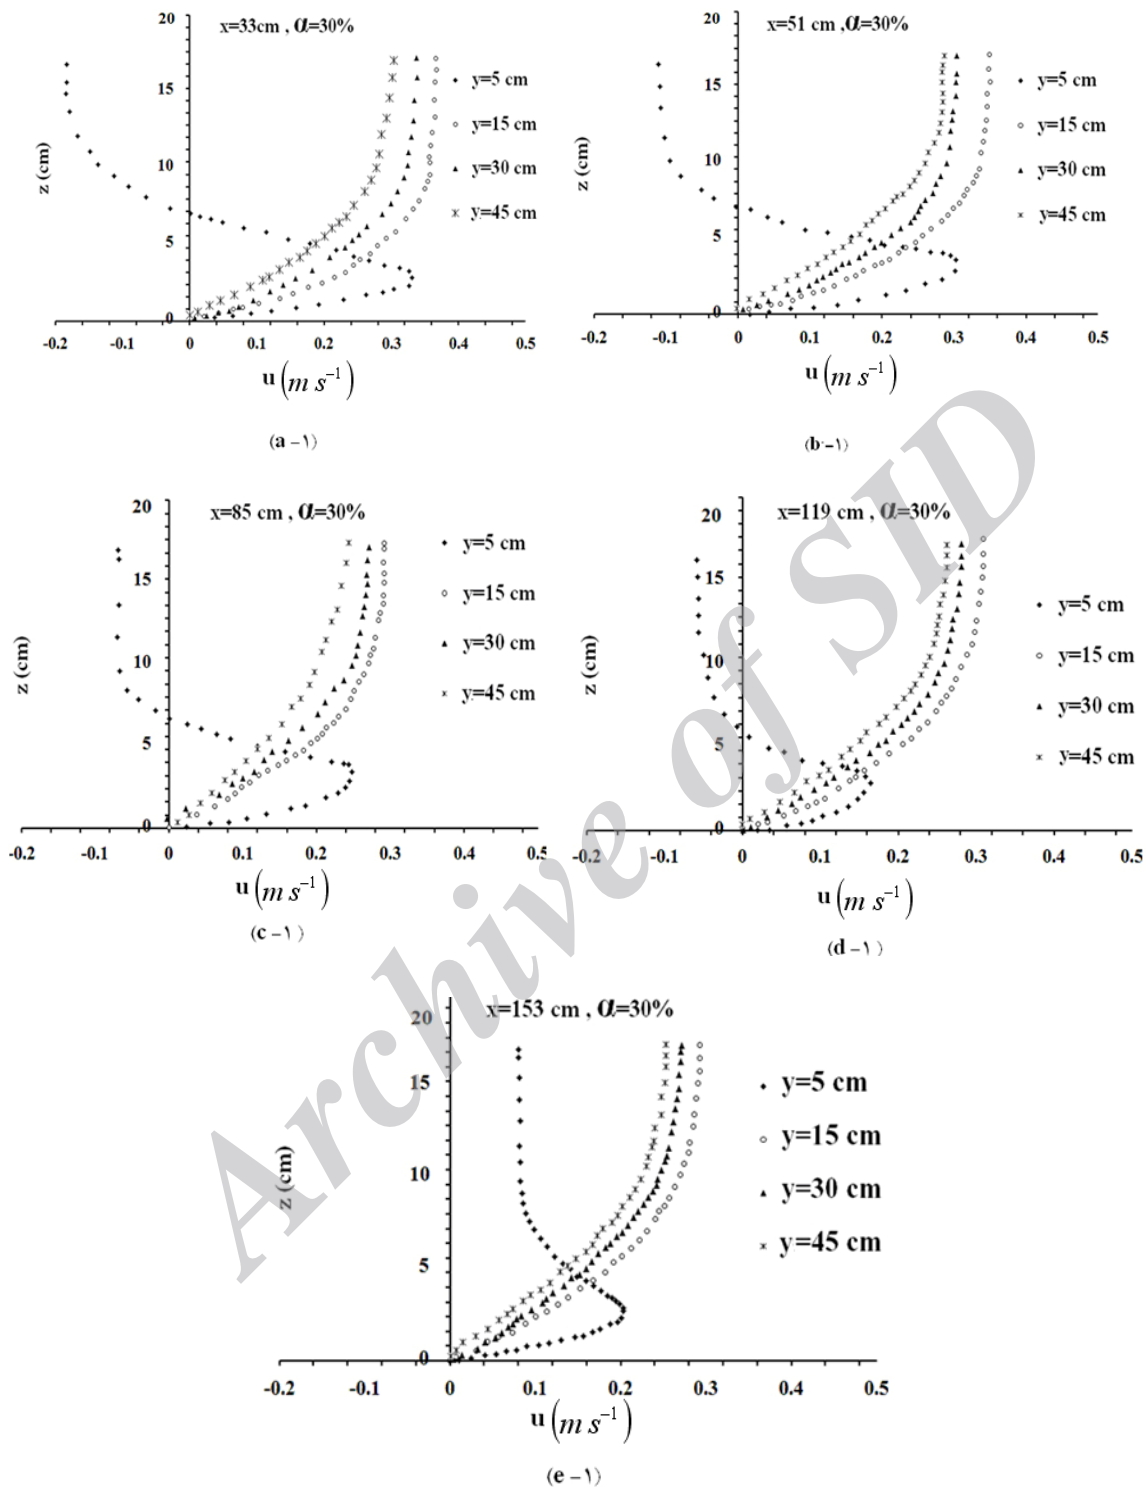 x=33cm , α=30%
20
15
10
5
0
z (cm)
y=5 cm
y=15 cm
y=30 cm
y=45 cm
-0.2 -0.1 0 0.1 0.2 0.3 0.4 0.5
u (m s⁻¹)
(a -۱)
x=51 cm ,α=30%
20
15
10
5
0
z (cm)
y=5 cm
y=15 cm
y=30 cm
y=45 cm
-0.2 -0.1 0 0.1 0.2 0.3 0.4 0.5
u (m s⁻¹)
(b -۱)
x=85 cm , α=30%
20
15
10
5
0
z (cm)
y=5 cm
y=15 cm
y=30 cm
y=45 cm
-0.2 -0.1 0 0.1 0.2 0.3 0.4 0.5
u (m s⁻¹)
(c -۱)
x=119 cm , α=30%
20
15
10
5
0
z (cm)
y=5 cm
y=15 cm
y=30 cm
y=45 cm
-0.2 -0.1 0 0.1 0.2 0.3 0.4 0.5
u (m s⁻¹)
(d -۱)
x=153 cm , α=30%
20
15
10
5
0
z (cm)
y=5 cm
y=15 cm
y=30 cm
y=45 cm
-0.2 -0.1 0 0.1 0.2 0.3 0.4 0.5
u (m s⁻¹)
(e -۱)
Archive of SID